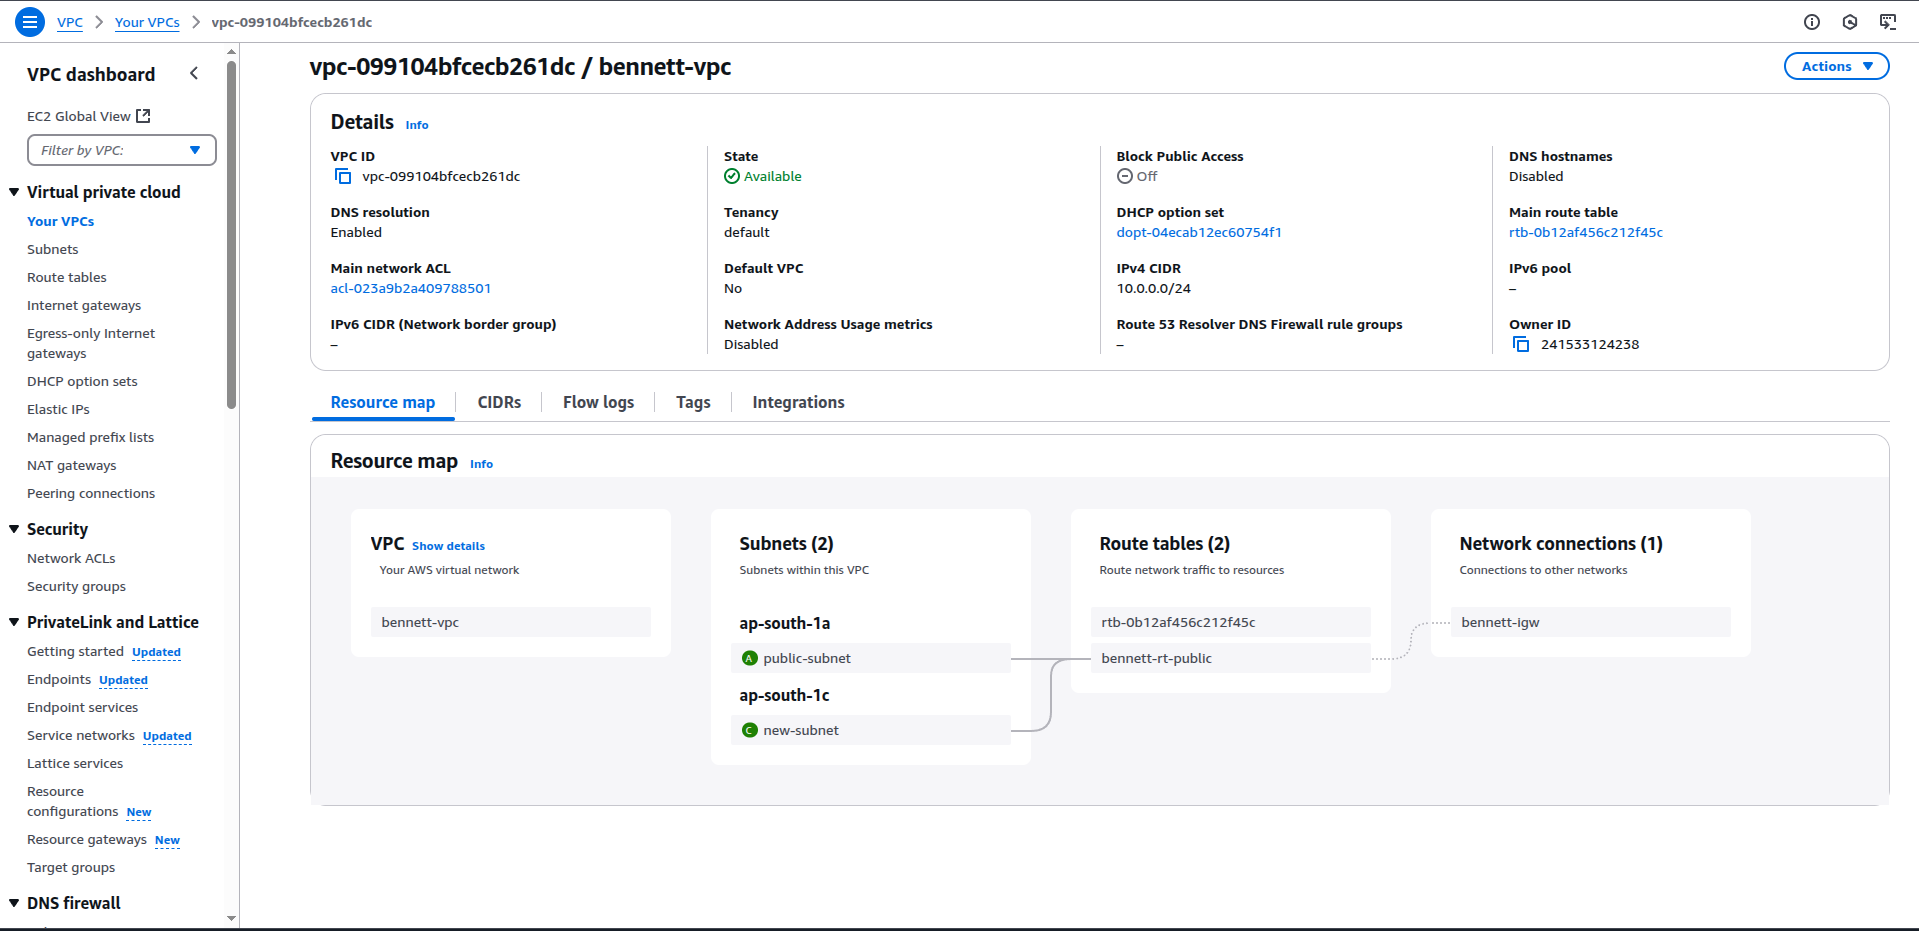 VPC > Your VPCs > vpc-099104bfcecb261dc
VPC dashboard
EC2 Global View
Filter by VPC:
Virtual private cloud
Your VPCs
Subnets
Route tables
Internet gateways
Egress-only Internet
gateways
DHCP option sets
Elastic IPs
Managed prefix lists
NAT gateways
Peering connections
Security
Network ACLs
Security groups
PrivateLink and Lattice
Getting started Updated
Endpoints Updated
Endpoint services
Service networks Updated
Lattice services
Resource
configurations New
Resource gateways New
Target groups
DNS firewall
vpc-099104bfcecb261dc / bennett-vpc
Actions
Details Info
VPC ID
vpc-099104bfcecb261dc
State
Available
Block Public Access
Off
DNS hostnames
Disabled
DNS resolution
Enabled
Tenancy
default
DHCP option set
dopt-04ecab12ec60754f1
Main route table
rtb-0b12af456c212f45c
Main network ACL
acl-023a9b2a409788501
Default VPC
No
IPv4 CIDR
10.0.0.0/24
IPv6 pool
–
IPv6 CIDR (Network border group)
–
Network Address Usage metrics
Disabled
Route 53 Resolver DNS Firewall rule groups
–
Owner ID
241533124238
Resource map
CIDRs
Flow logs
Tags
Integrations
Resource map Info
VPC Show details
Your AWS virtual network
bennett-vpc
Subnets (2)
Subnets within this VPC
ap-south-1a
A public-subnet
ap-south-1c
C new-subnet
Route tables (2)
Route network traffic to resources
rtb-0b12af456c212f45c
bennett-rt-public
Network connections (1)
Connections to other networks
bennett-igw